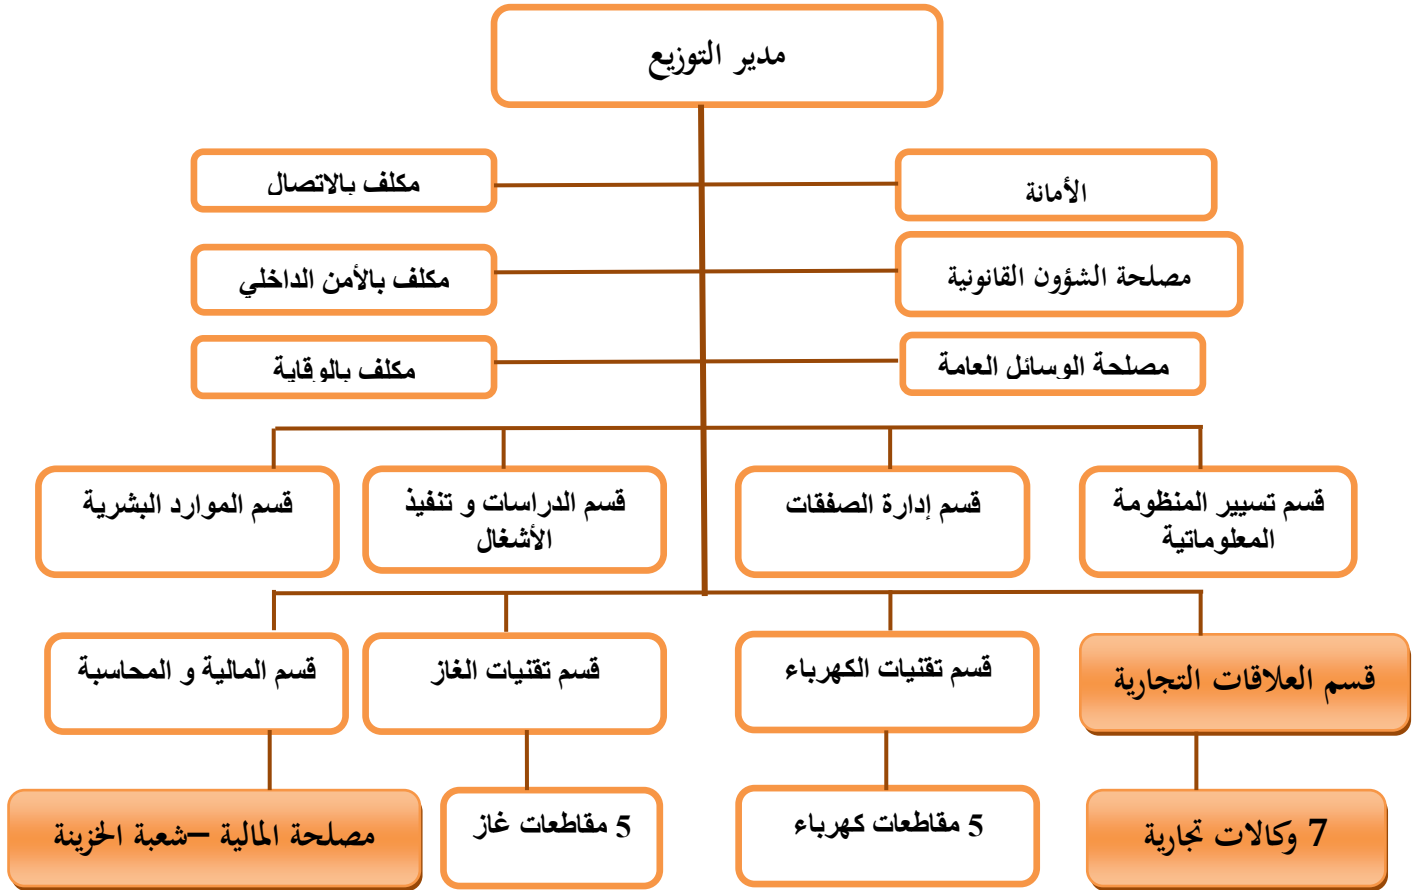 مدير التوزيع
الأمانة
مكلف بالاتصال
مصلحة الشؤون القانونية
مكلف بالأمن الداخلي
مصلحة الوسائل العامة
مكلف بالوقاية
قسم تسيير المنظومة
المعلوماتية
قسم إدارة الصفقات
قسم الدراسات و تنفيذ
الأشغال
قسم الموارد البشرية
قسم العلاقات التجارية
قسم تقنيات الكهرباء
قسم تقنيات الغاز
قسم المالية و المحاسبة
7 وكالات تجارية
5 مقاطعات كهرباء
5 مقاطعات غاز
مصلحة المالية –شعبة الخزينة